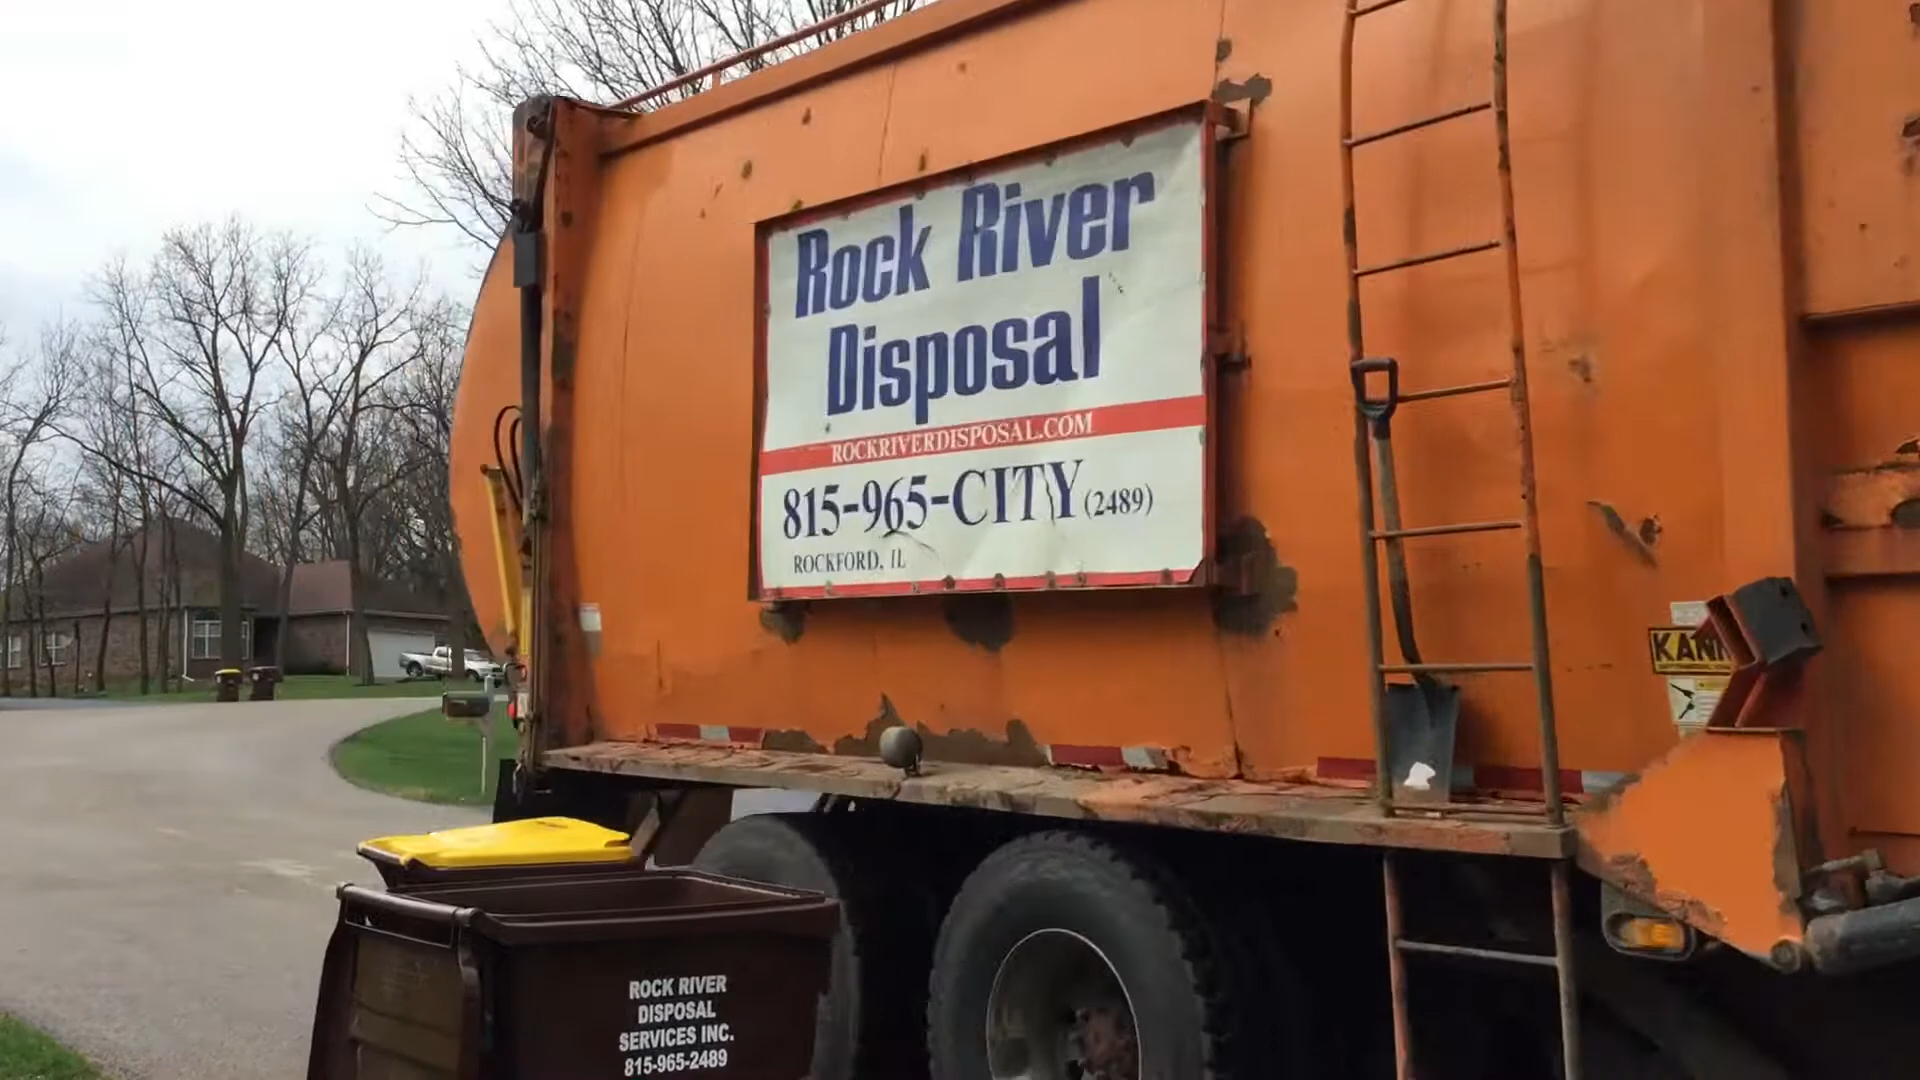 Rock River
Disposal
ROCKRIVERDISPOSAL.COM
815-965-CITY (2489)
ROCKFORD, IL
ROCK RIVER
DISPOSAL
SERVICES INC.
815-965-2489